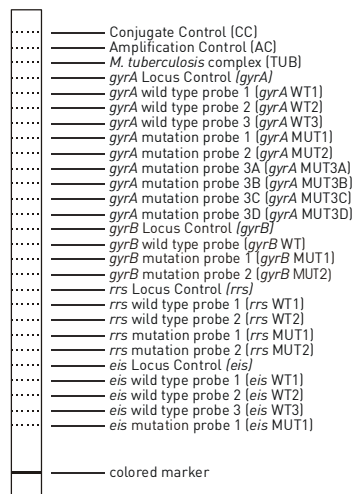 Conjugate Control (CC)
Amplification Control (AC)
M. tuberculosis complex (TUB)
gyrA Locus Control (gyrA)
gyrA wild type probe 1 (gyrA WT1)
gyrA wild type probe 2 (gyrA WT2)
gyrA wild type probe 3 (gyrA WT3)
gyrA mutation probe 1 (gyrA MUT1)
gyrA mutation probe 2 (gyrA MUT2)
gyrA mutation probe 3A (gyrA MUT3A)
gyrA mutation probe 3B (gyrA MUT3B)
gyrA mutation probe 3C (gyrA MUT3C)
gyrA mutation probe 3D (gyrA MUT3D)
gyrB Locus Control (gyrB)
gyrB wild type probe (gyrB WT)
gyrB mutation probe 1 (gyrB MUT1)
gyrB mutation probe 2 (gyrB MUT2)
rrs Locus Control (rrs)
rrs wild type probe 1 (rrs WT1)
rrs wild type probe 2 (rrs WT2)
rrs mutation probe 1 (rrs MUT1)
rrs mutation probe 2 (rrs MUT2)
eis Locus Control (eis)
eis wild type probe 1 (eis WT1)
eis wild type probe 2 (eis WT2)
eis wild type probe 3 (eis WT3)
eis mutation probe 1 (eis MUT1)
colored marker